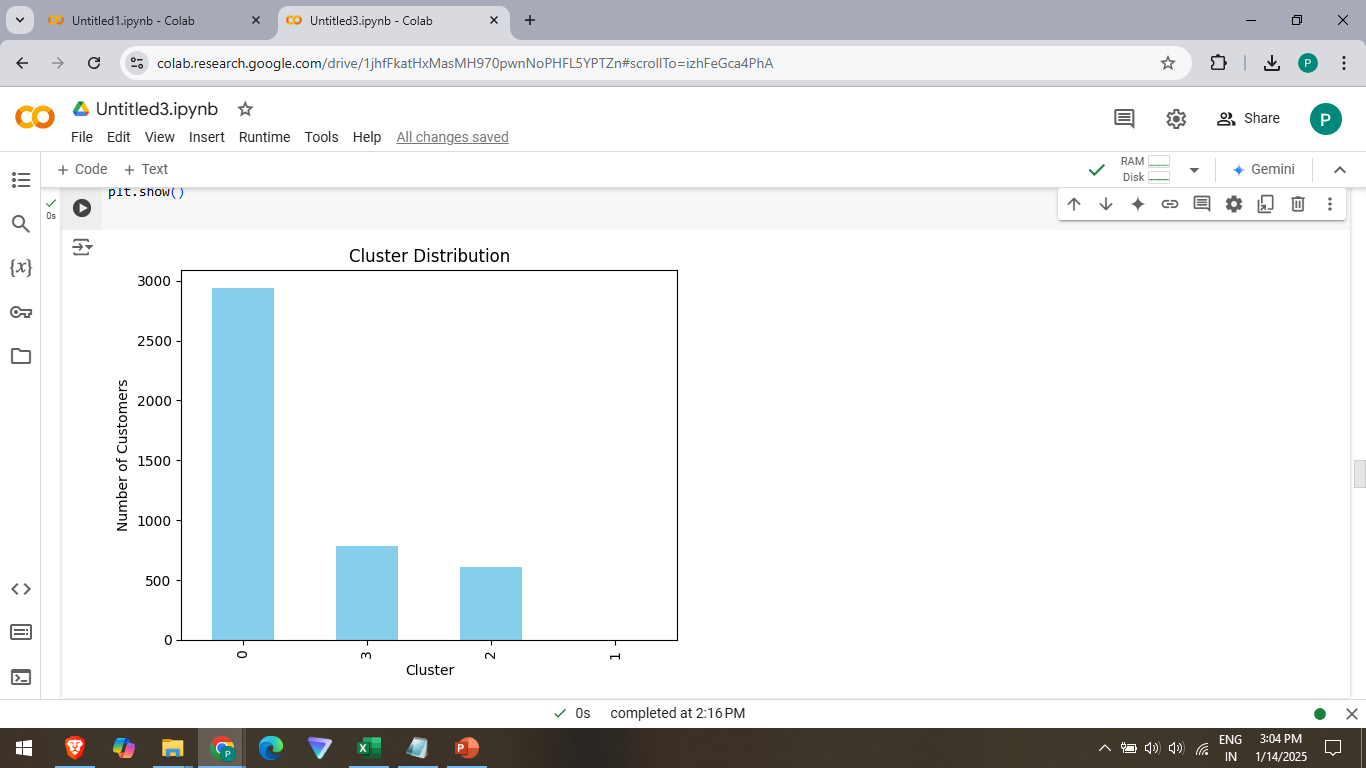 Untitled1.ipynb - Colab
Untitled3.ipynb - Colab
colab.research.google.com/drive/1jhfFkatHxMasMH970pwnNoPHFL5YPTZn#scrollTo=izhFeGca4PhA
P
Untitled3.ipynb
File Edit View Insert Runtime Tools Help All changes saved
Share
P
+ Code + Text
RAM
Disk
Gemini
plt.show()
0s
{x}
Cluster Distribution
Number of Customers
3000
2500
2000
1500
1000
500
0
0 3 2 1
Cluster
0s completed at 2:16 PM
P
X
P
ENG
IN
3:04 PM
1/14/2025